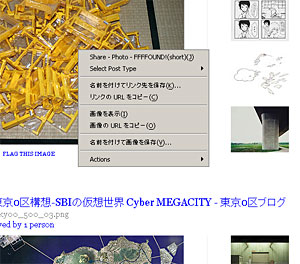 Share - Photo - FFFFOUND!(short)(J)
Select Post Type
名前を付けてリンク先を保存(K)...
リンクの URL をコピー(C)
画像を表示(I)
画像の URL をコピー(O)
名前を付けて画像を保存(V)...
Actions
FLAG THIS IMAGE
東京0区構想-SBIの仮想世界 Cyber MEGACITY - 東京0区ブログ
kyoo_500_03.png
ved by 1 person